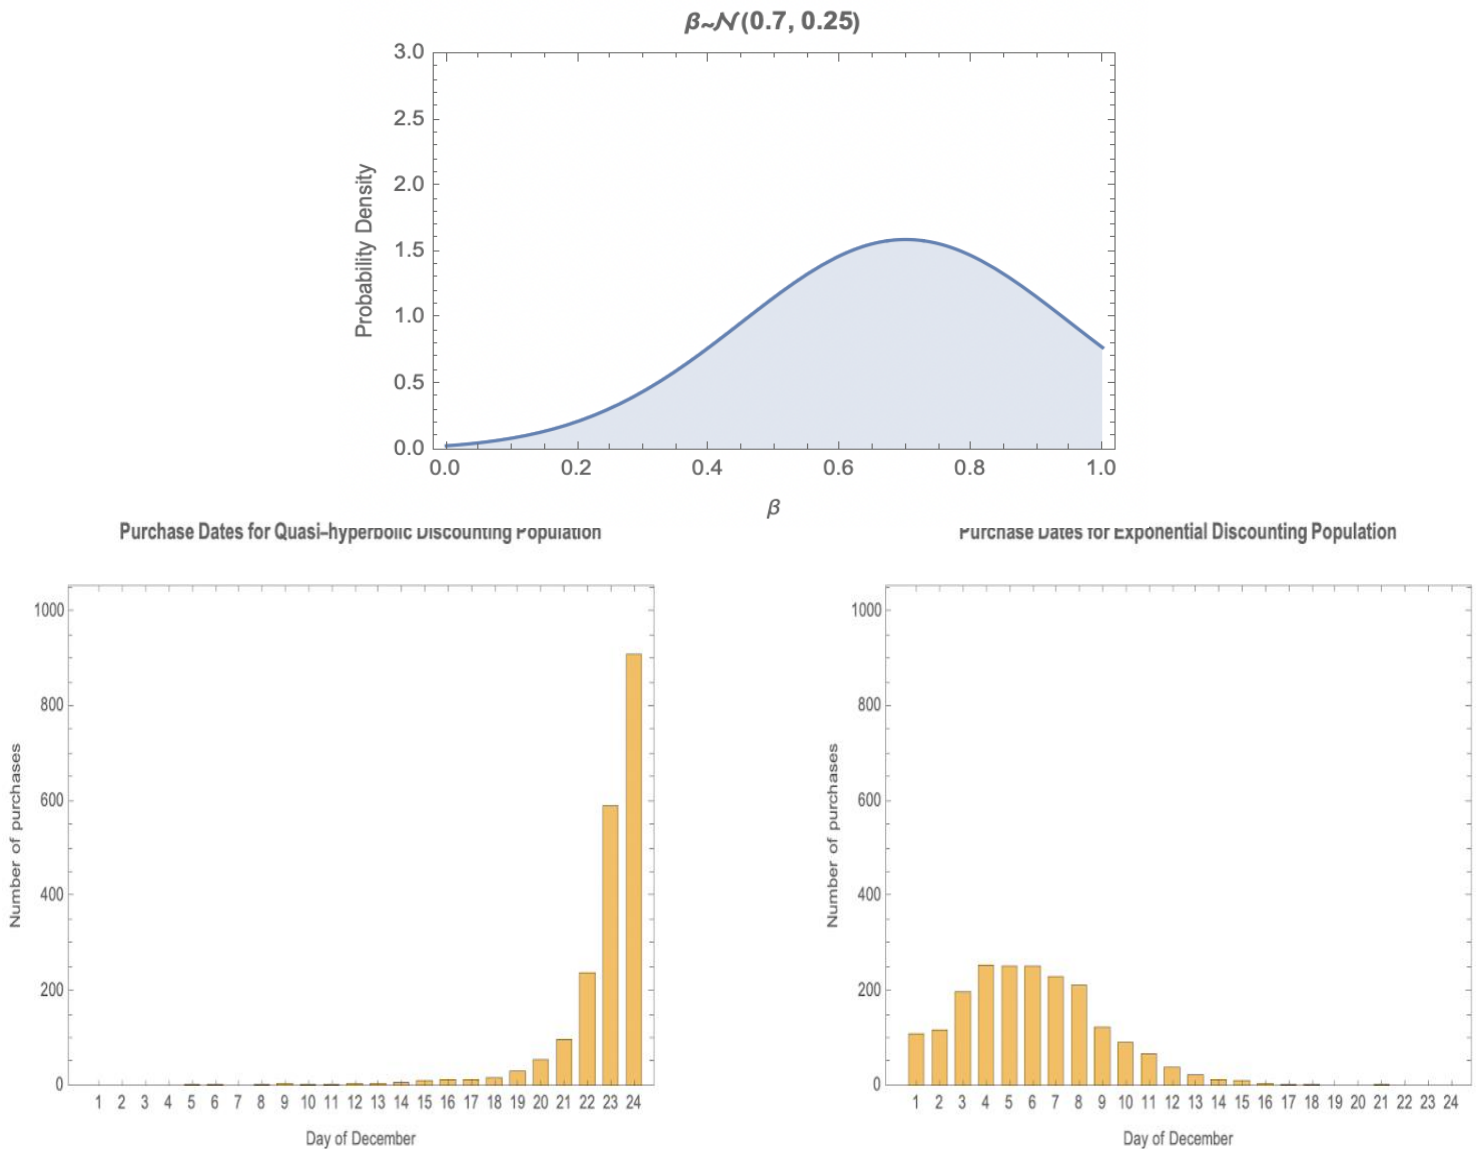 β~𝒩(0.7, 0.25)
3.0
2.5
2.0
1.5
1.0
0.5
0.0
Probability Density
0.0 0.2 0.4 0.6 0.8 1.0
β
Purchase Dates for Quasi-hyperbolic Discounting Population
1000
800
600
400
200
0
Number of purchases
1 2 3 4 5 6 7 8 9 10 11 12 13 14 15 16 17 18 19 20 21 22 23 24
Day of December
Purchase Dates for Exponential Discounting Population
1000
800
600
400
200
0
Number of purchases
1 2 3 4 5 6 7 8 9 10 11 12 13 14 15 16 17 18 19 20 21 22 23 24
Day of December